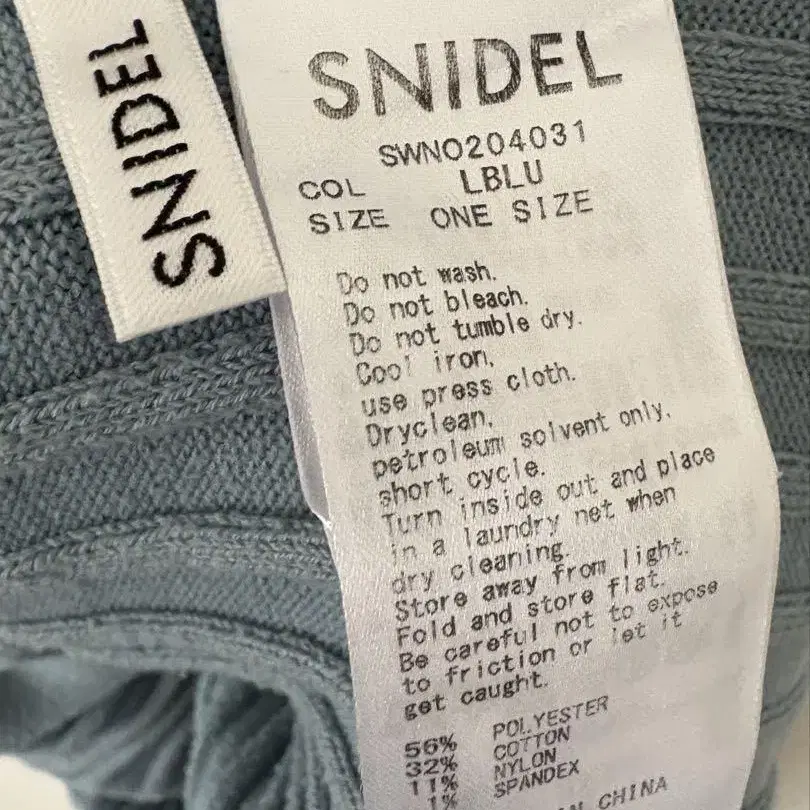 SNIDEL
SNIDEL
SWNO204031
COL LBLU
SIZE ONE SIZE
Do not wash.
Do not bleach.
Do not tumble dry.
Cool iron.
use press cloth.
Dryclean.
petroleum solvent only.
short cycle.
Turn inside out and place
in a laundry net when
dry cleaning.
Store away from light.
Fold and store flat.
Be careful not to expose
to friction or let it
get caught.
56% POLYESTER
32% COTTON
11% NYLON
1% SPANDEX
CHINA